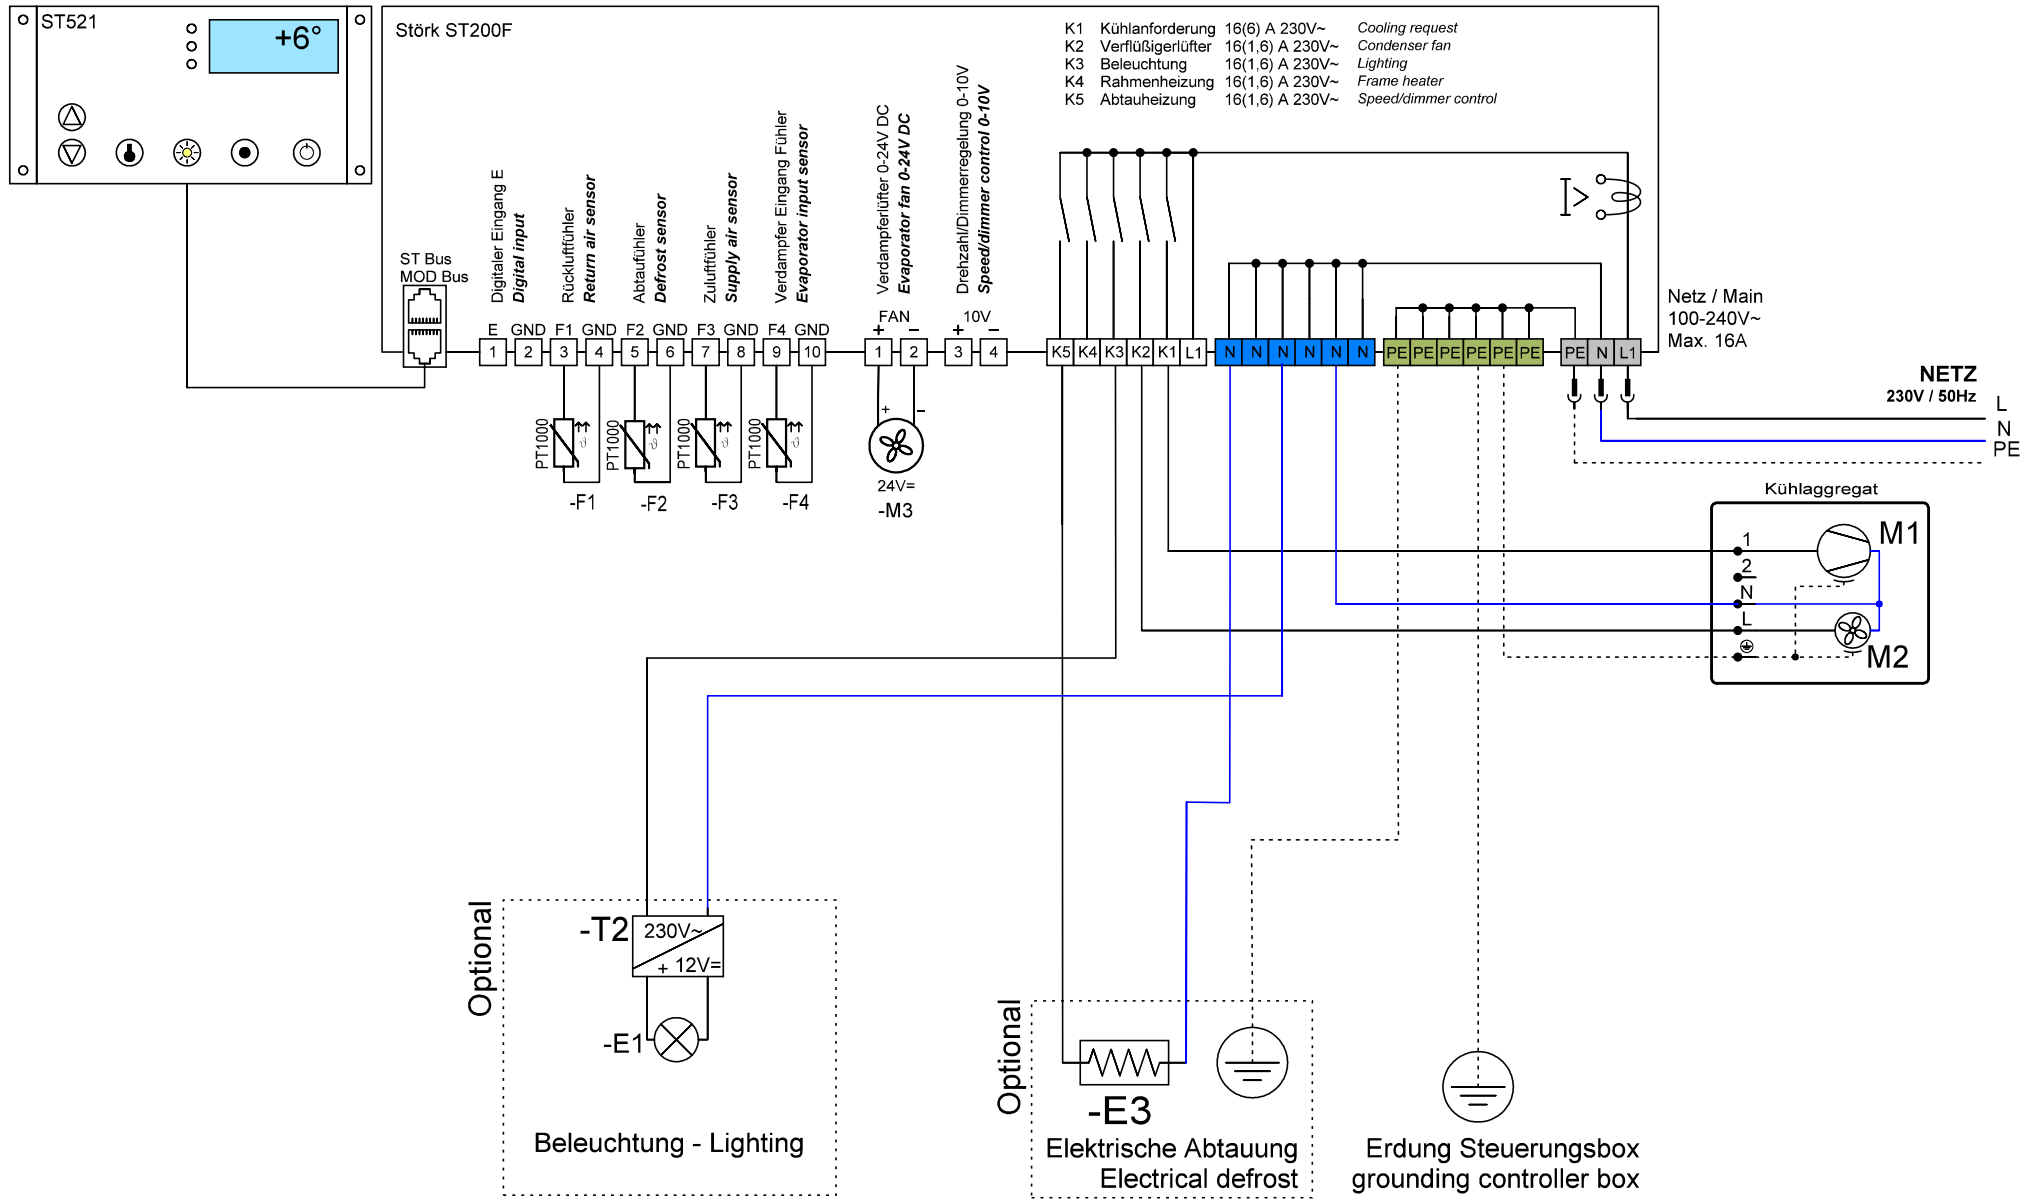 ST521
+6°
Störk ST200F
K1 Kühlanforderung 16(6) A 230V~ Cooling request
K2 Verflüßigerlüfter 16(1,6) A 230V~ Condenser fan
K3 Beleuchtung 16(1,6) A 230V~ Lighting
K4 Rahmenheizung 16(1,6) A 230V~ Frame heater
K5 Abtauheizung 16(1,6) A 230V~ Speed/dimmer control
ST Bus
MOD Bus
Digitaler Eingang E
Digital input
Rückluftfühler
Return air sensor
Abtaufühler
Defrost sensor
Zuluftfühler
Supply air sensor
Verdampfer Eingang Fühler
Evaporator input sensor
Verdampferlüfter 0-24V DC
Evaporator fan 0-24V DC
Drehzahl/Dimmerregelung 0-10V
Speed/dimmer control 0-10V
E GND F1 GND F2 GND F3 GND F4 GND
1 2 3 4 5 6 7 8 9 10
FAN
+ −
1 2
10V
+ −
3 4
K5 K4 K3 K2 K1 L1
N N N N N N
PE PE PE PE PE PE
PE N L1
Netz / Main
100-240V~
Max. 16A
NETZ
230V / 50Hz
L
N
PE
PT1000 ϑ
-F1
PT1000 ϑ
-F2
PT1000 ϑ
-F3
PT1000 ϑ
-F4
+ −
24V=
-M3
Kühlaggregat
1
2
N
L
M1
M2
Optional
-T2
230V~
+ 12V=
-E1
Beleuchtung - Lighting
Optional
-E3
Elektrische Abtauung
Electrical defrost
Erdung Steuerungsbox
grounding controller box